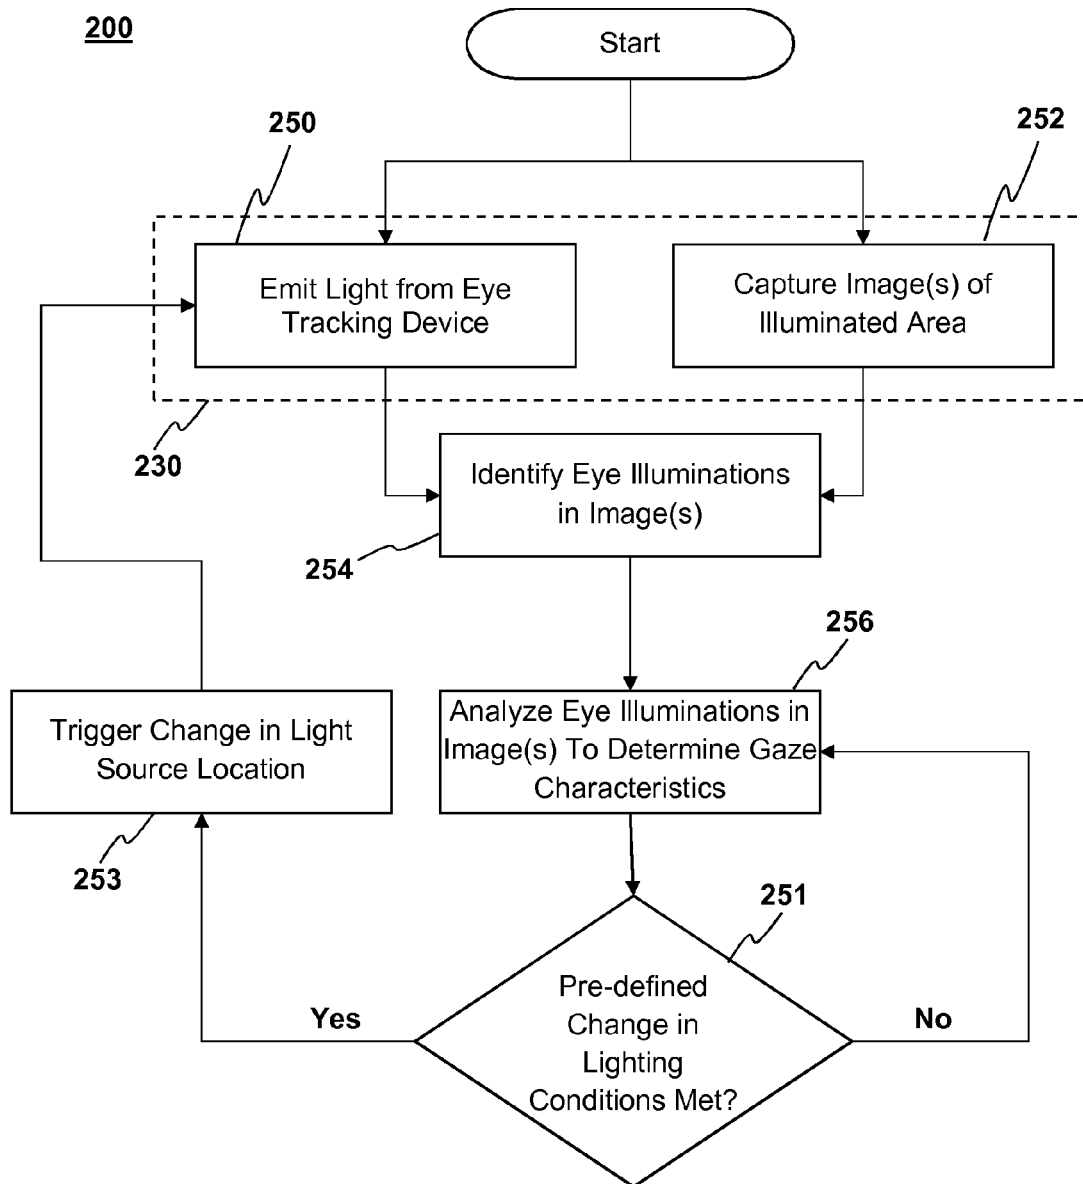 200
Start
250
252
Emit Light from Eye
Tracking Device
Capture Image(s) of
Illuminated Area
230
Identify Eye Illuminations
in Image(s)
254
256
Trigger Change in Light
Source Location
Analyze Eye Illuminations in
Image(s) To Determine Gaze
Characteristics
253
251
Pre-defined
Change in
Lighting
Conditions Met?
Yes
No